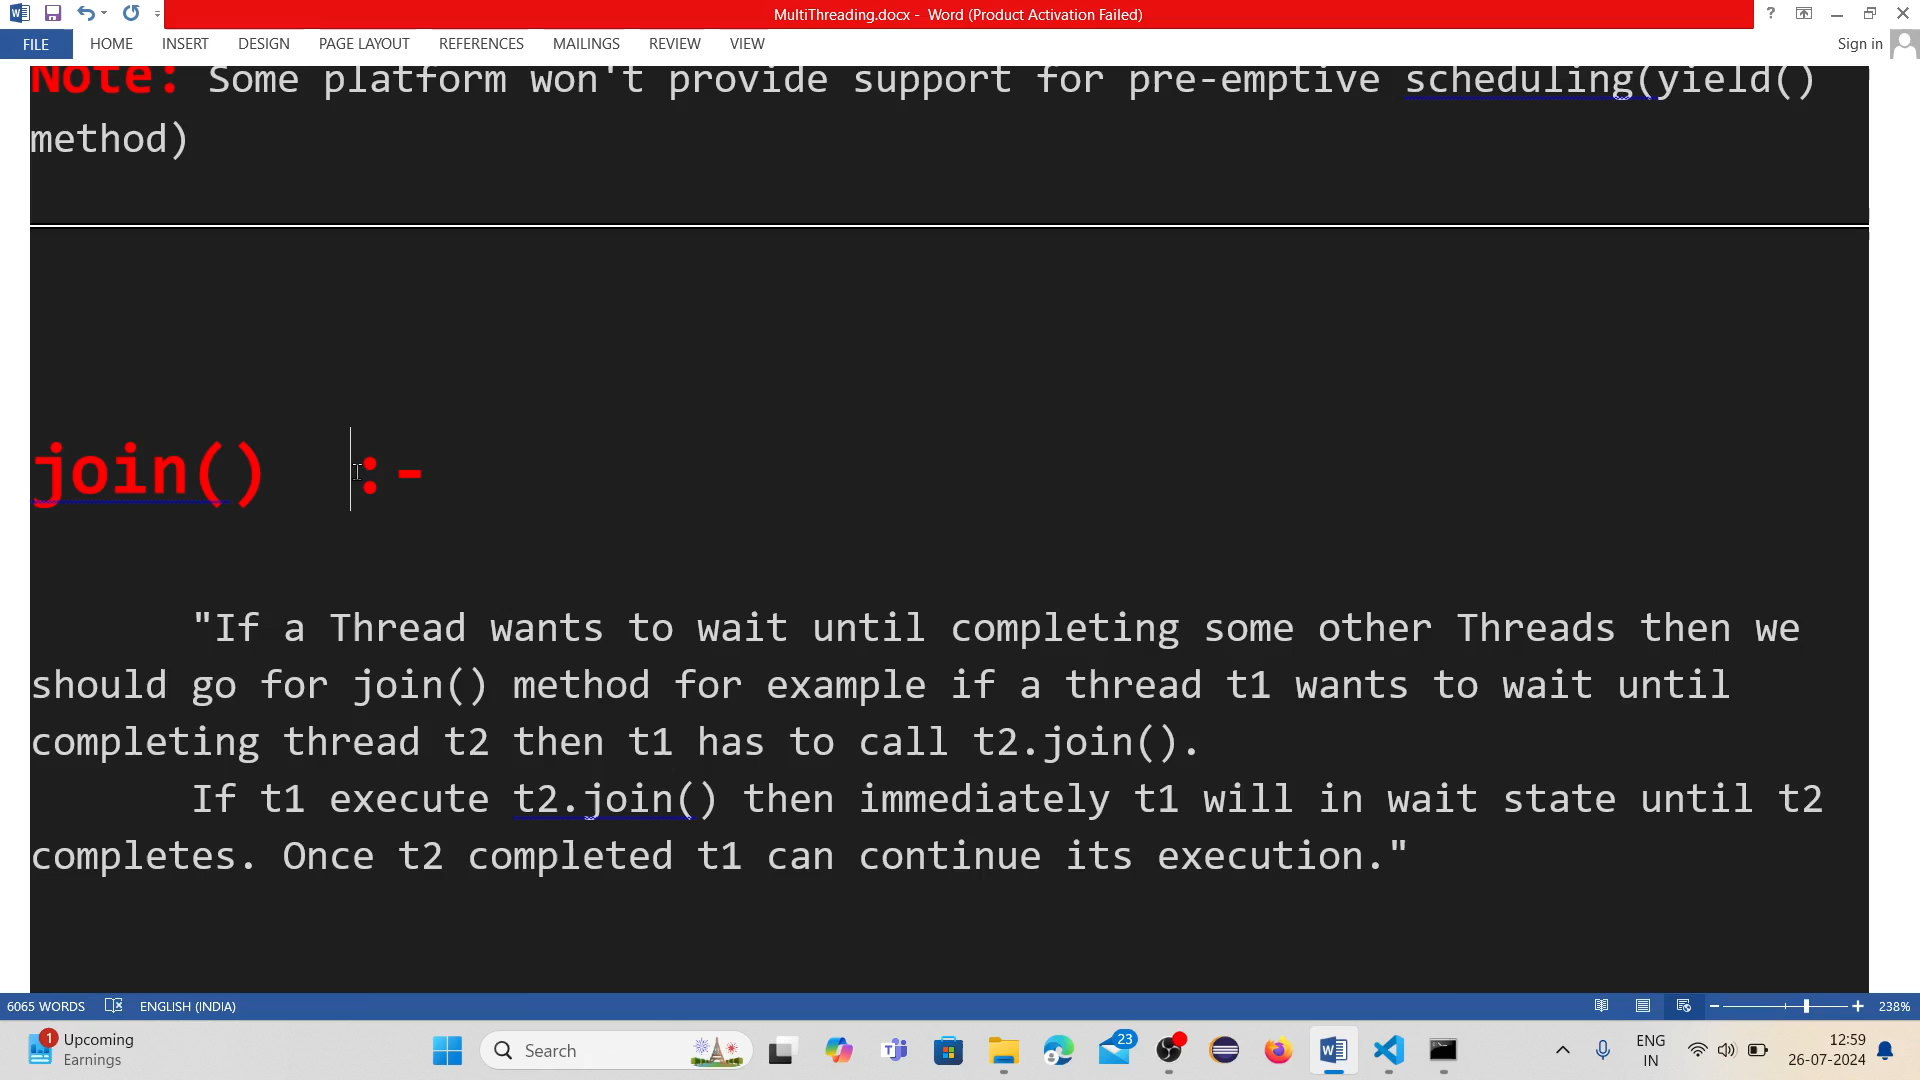 MultiThreading.docx - Word (Product Activation Failed)
FILE HOME INSERT DESIGN PAGE LAYOUT REFERENCES MAILINGS REVIEW VIEW Sign in
Note: Some platform won't provide support for pre-emptive scheduling(yield()
method)
join() :-
"If a Thread wants to wait until completing some other Threads then we
should go for join() method for example if a thread t1 wants to wait until
completing thread t2 then t1 has to call t2.join().
If t1 execute t2.join() then immediately t1 will in wait state until t2
completes. Once t2 completed t1 can continue its execution."
6065 WORDS ENGLISH (INDIA) 238%
1 Upcoming
Earnings
Search
23
ENG
IN
12:59
26-07-2024